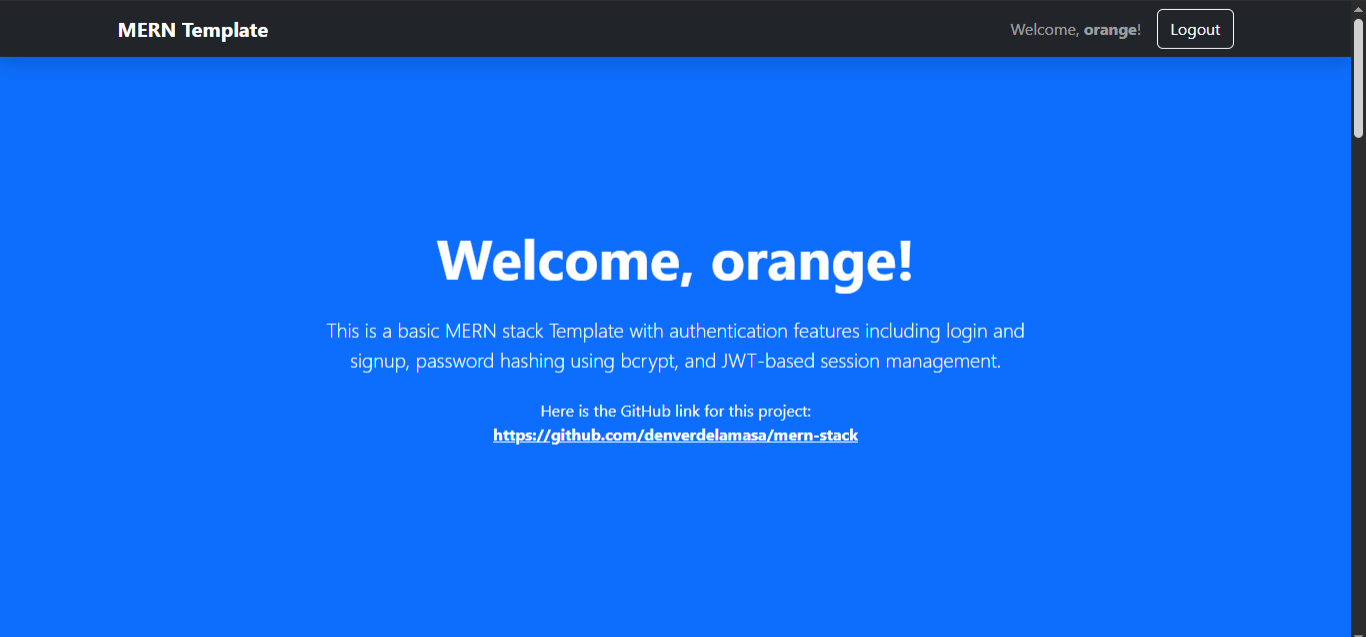 MERN Template
Welcome, orange!
Logout
Welcome, orange!
This is a basic MERN stack Template with authentication features including login and
signup, password hashing using bcrypt, and JWT-based session management.
Here is the GitHub link for this project:
https://github.com/denverdelamasa/mern-stack